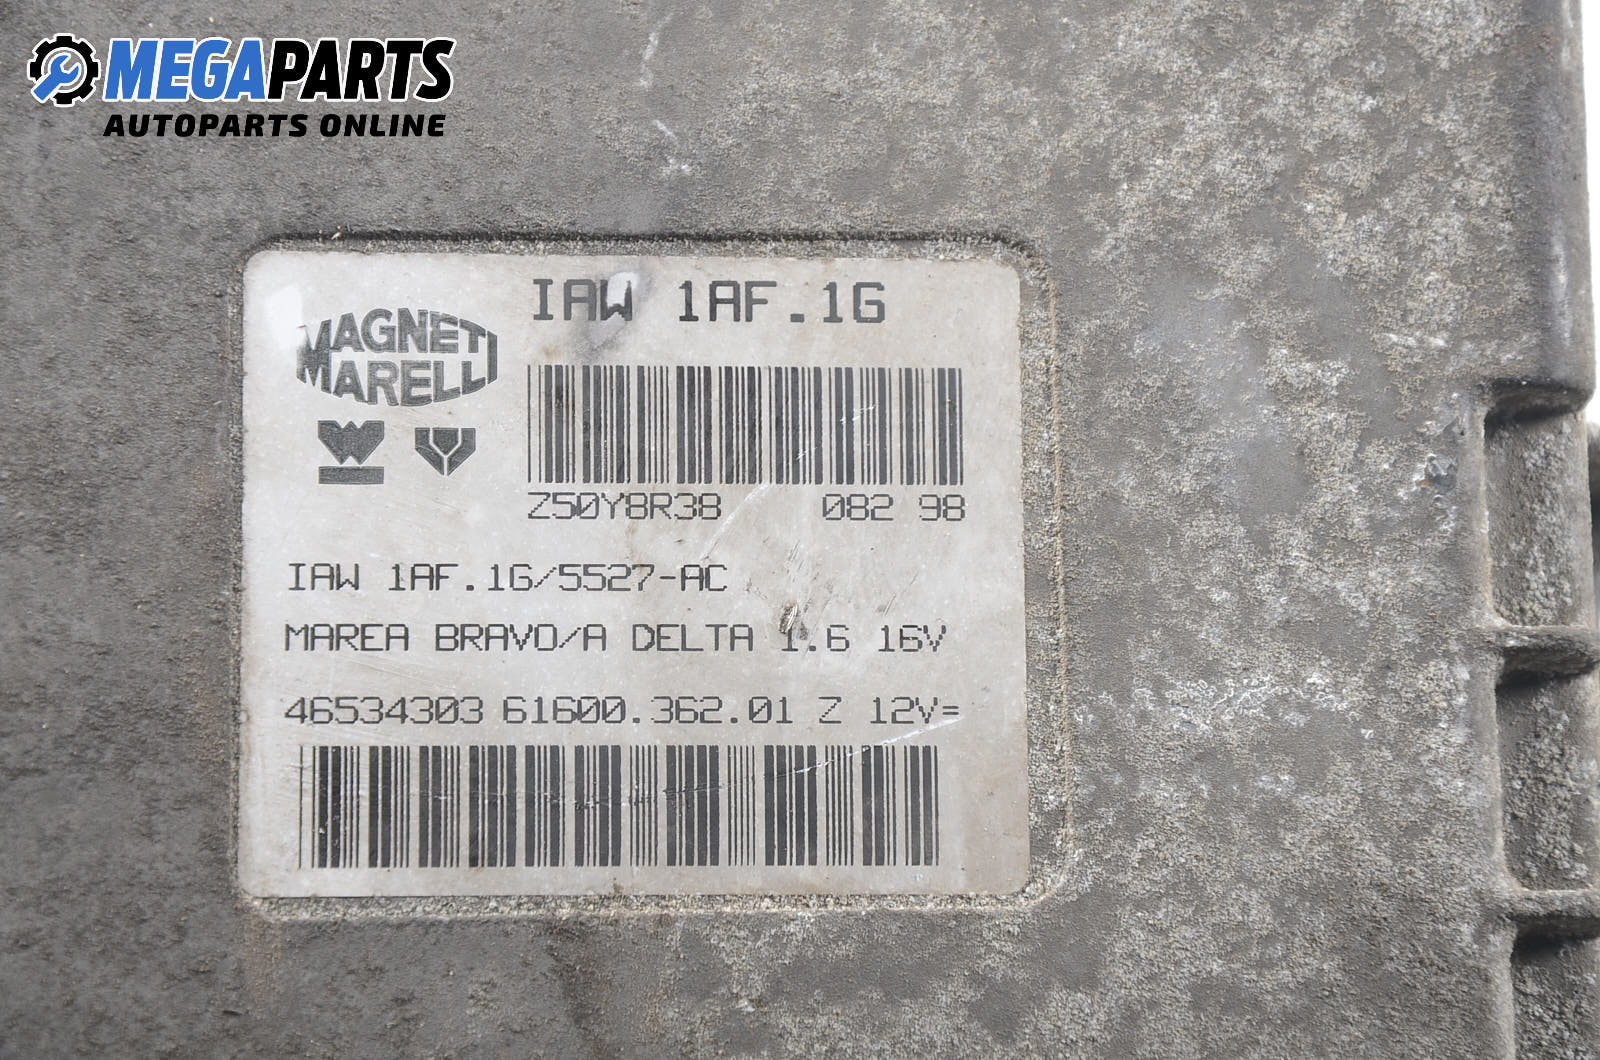 MEGAPARTS
AUTOPARTS ONLINE
IAW 1AF.1G
MAGNETI
MARELLI
Z50Y8R38 082 98
IAW 1AF.1G/5527-AC
MAREA BRAVO/A DELTA 1.6 16V
46534303 61600.362.01 Z 12V=